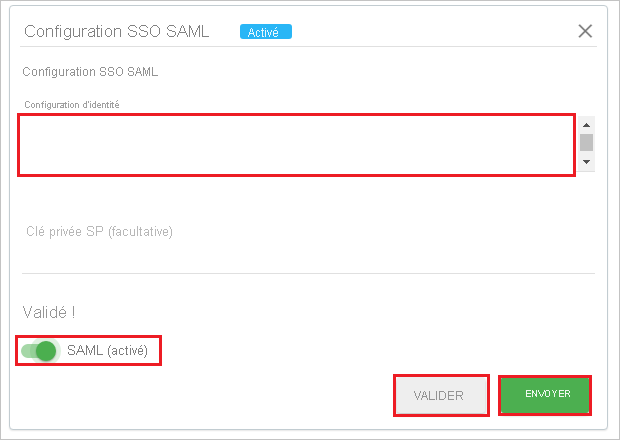 Configuration SSO SAML Activé
Configuration SSO SAML
Configuration d'identité
Clé privée SP (facultative)
Validé !
SAML (activé)
VALIDER ENVOYER